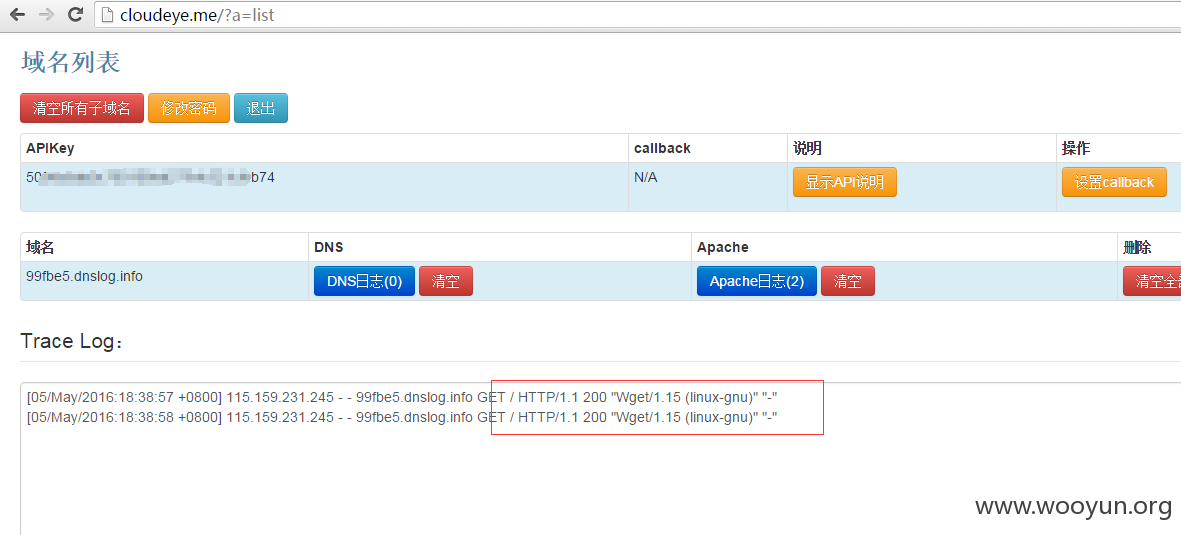 cloudeye.me/?a=list
域名列表
清空所有子域名 修改密码 退出
APIKey callback 说明 操作
50 b74 N/A 显示API说明 设置callback
域名 DNS Apache 删除
99fbe5.dnslog.info DNS日志(0) 清空 Apache日志(2) 清空 清空全
Trace Log：
[05/May/2016:18:38:57 +0800] 115.159.231.245 - - 99fbe5.dnslog.info GET / HTTP/1.1 200 "Wget/1.15 (linux-gnu)" "-"
[05/May/2016:18:38:58 +0800] 115.159.231.245 - - 99fbe5.dnslog.info GET / HTTP/1.1 200 "Wget/1.15 (linux-gnu)" "-"
www.wooyun.org